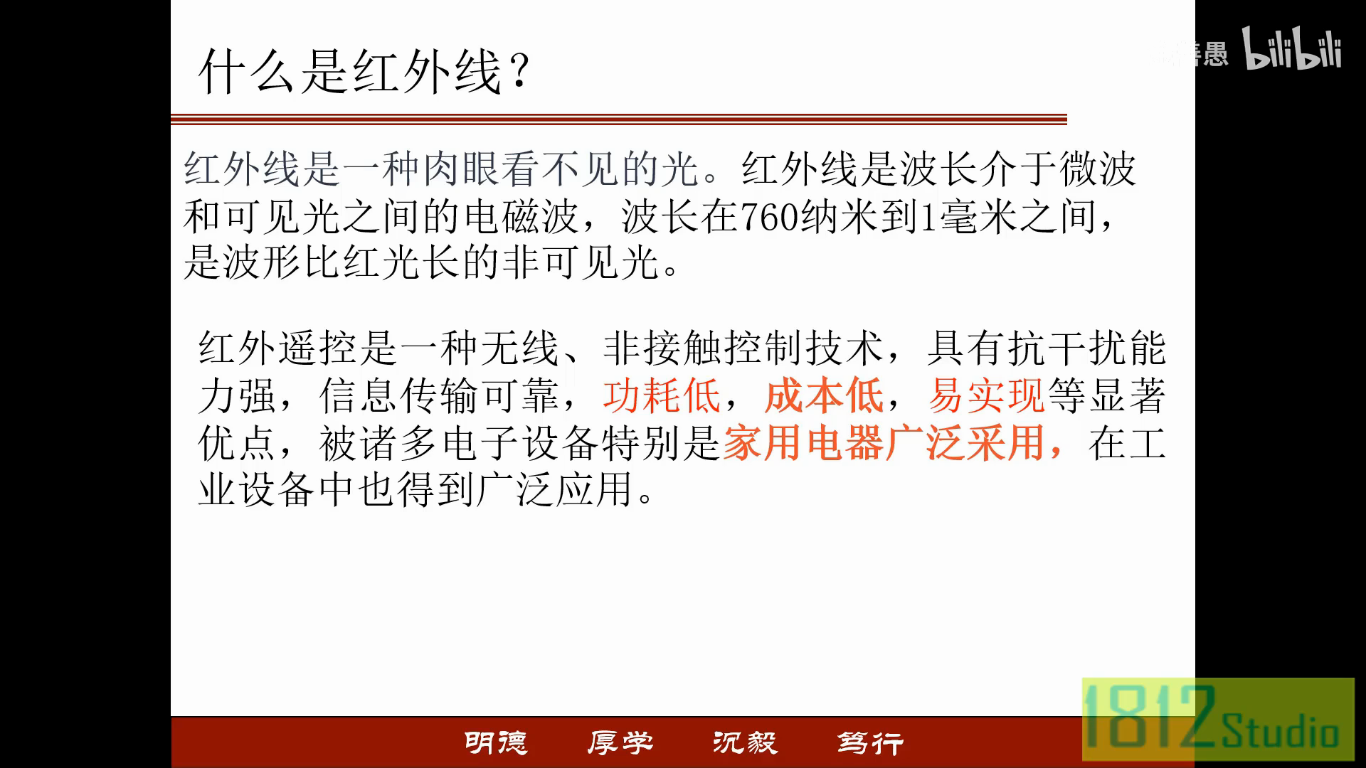 什么是红外线？
愚 bilibili
红外线是一种肉眼看不见的光。红外线是波长介于微波
和可见光之间的电磁波，波长在760纳米到1毫米之间，
是波形比红光长的非可见光。
红外遥控是一种无线、非接触控制技术，具有抗干扰能
力强，信息传输可靠，功耗低，成本低，易实现等显著
优点，被诸多电子设备特别是家用电器广泛采用，在工
业设备中也得到广泛应用。
明德 厚学 沉毅 笃行
1812 Studio